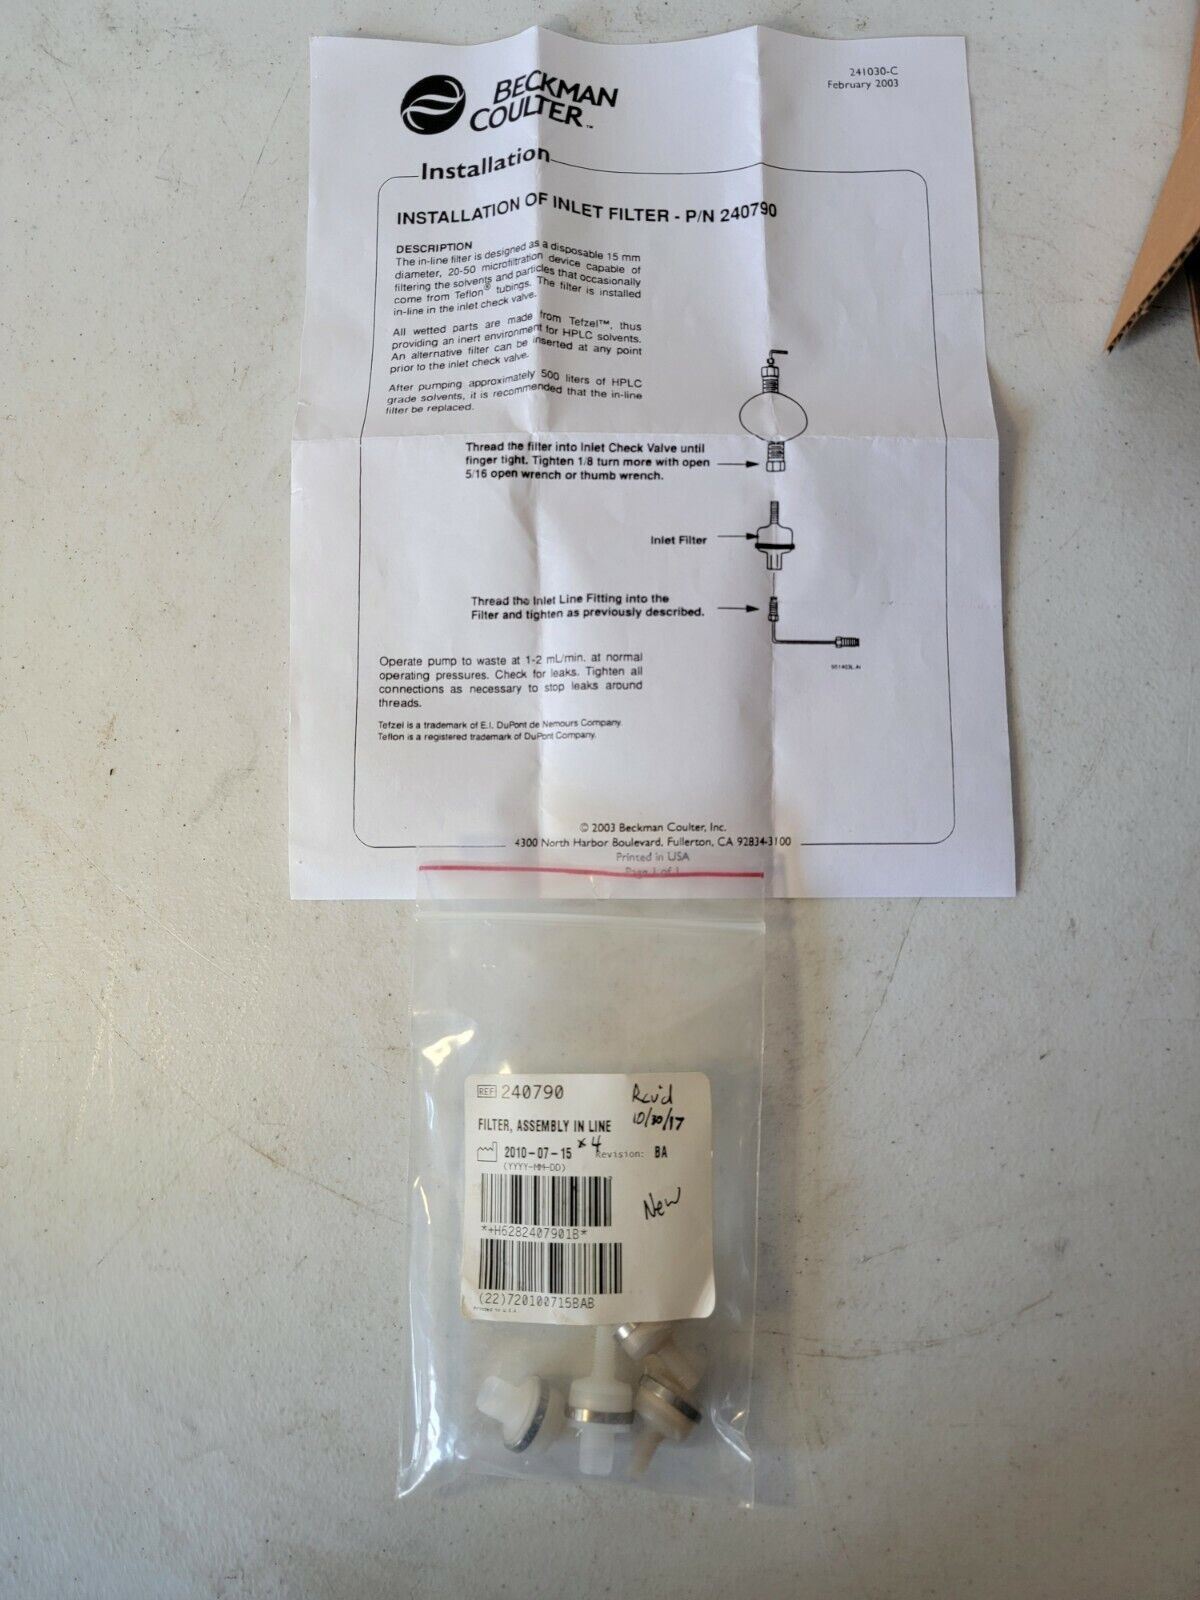 241030-C
February 2003
BECKMAN
COULTER™
Installation
INSTALLATION OF INLET FILTER - P/N 240790
DESCRIPTION
The in-line filter is designed as a disposable 15 mm
diameter, 20-50 microfiltration device capable of
filtering the solvents and particles that occasionally
come from Teflon® tubings. The filter is installed
in-line in the inlet check valve.
All wetted parts are made from Tefzel™, thus
providing an inert environment for HPLC solvents.
An alternative filter can be inserted at any point
prior to the inlet check valve.
After pumping approximately 500 liters of HPLC
grade solvents, it is recommended that the in-line
filter be replaced.
Thread the filter into Inlet Check Valve until
finger tight. Tighten 1/8 turn more with open
5/16 open wrench or thumb wrench.
Inlet Filter
Thread the Inlet Line Fitting into the
Filter and tighten as previously described.
Operate pump to waste at 1-2 mL/min. at normal
operating pressures. Check for leaks. Tighten all
connections as necessary to stop leaks around
threads.
Tefzel is a trademark of E.I. DuPont de Nemours Company.
Teflon is a registered trademark of DuPont Company.
© 2003 Beckman Coulter, Inc.
4300 North Harbor Boulevard, Fullerton, CA 92834-3100
Printed in USA
Page 1 of 1
REF 240790
Rcv'd
10/30/17
FILTER, ASSEMBLY IN LINE
x 4
2010-07-15 Revision: BA
(YYYY-MM-DD)
New
*+H6282407901B*
(22)720100715BAB
Printed in U.S.A.